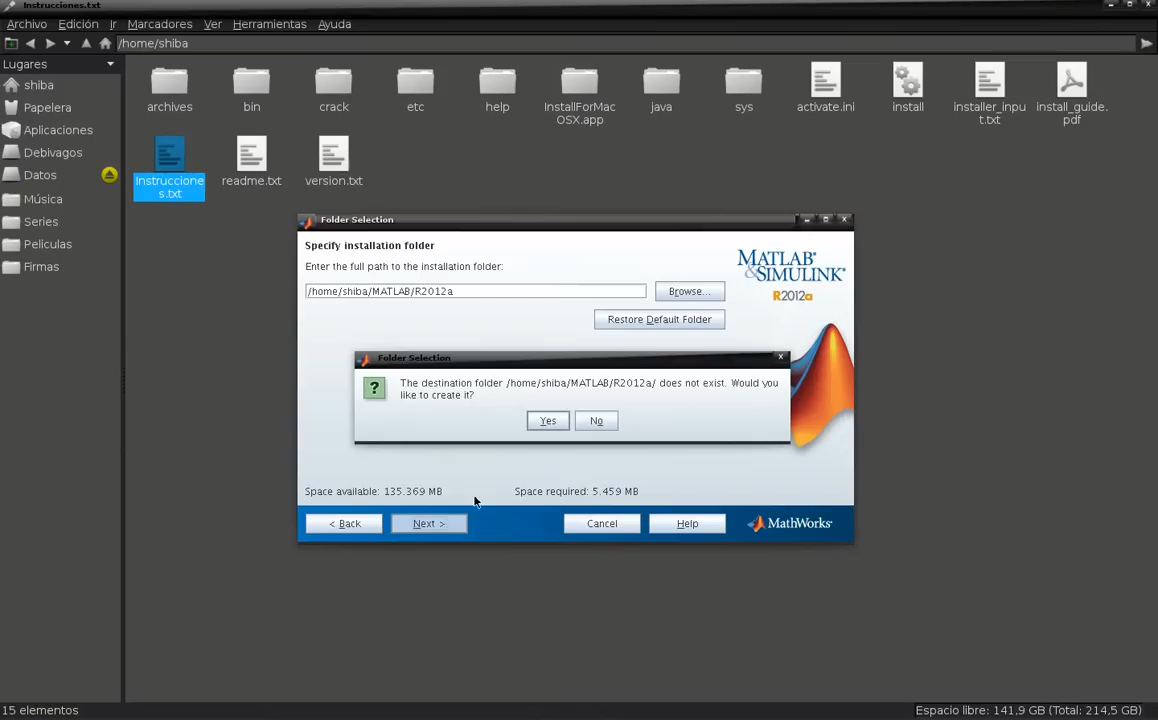 Instrucciones.txt
Archivo Edición Ir Marcadores Ver Herramientas Ayuda
/home/shiba
Lugares
shiba
Papelera
Aplicaciones
Debivagos
Datos
Música
Series
Peliculas
Firmas
archives
bin
crack
etc
help
InstallForMac
OSX.app
java
sys
activate.ini
install
installer_inpu
t.txt
install_guide.
pdf
Instruccione
s.txt
readme.txt
version.txt
Folder Selection
Specify installation folder
Enter the full path to the installation folder:
/home/shiba/MATLAB/R2012a
Browse...
Restore Default Folder
MATLAB®
&SIMULINK®
R2012a
Folder Selection
?
The destination folder /home/shiba/MATLAB/R2012a/ does not exist. Would you
like to create it?
Yes No
Space available: 135.369 MB Space required: 5.459 MB
< Back Next > Cancel Help MathWorks®
15 elementos
Espacio libre: 141,9 GB (Total: 214,5 GB)